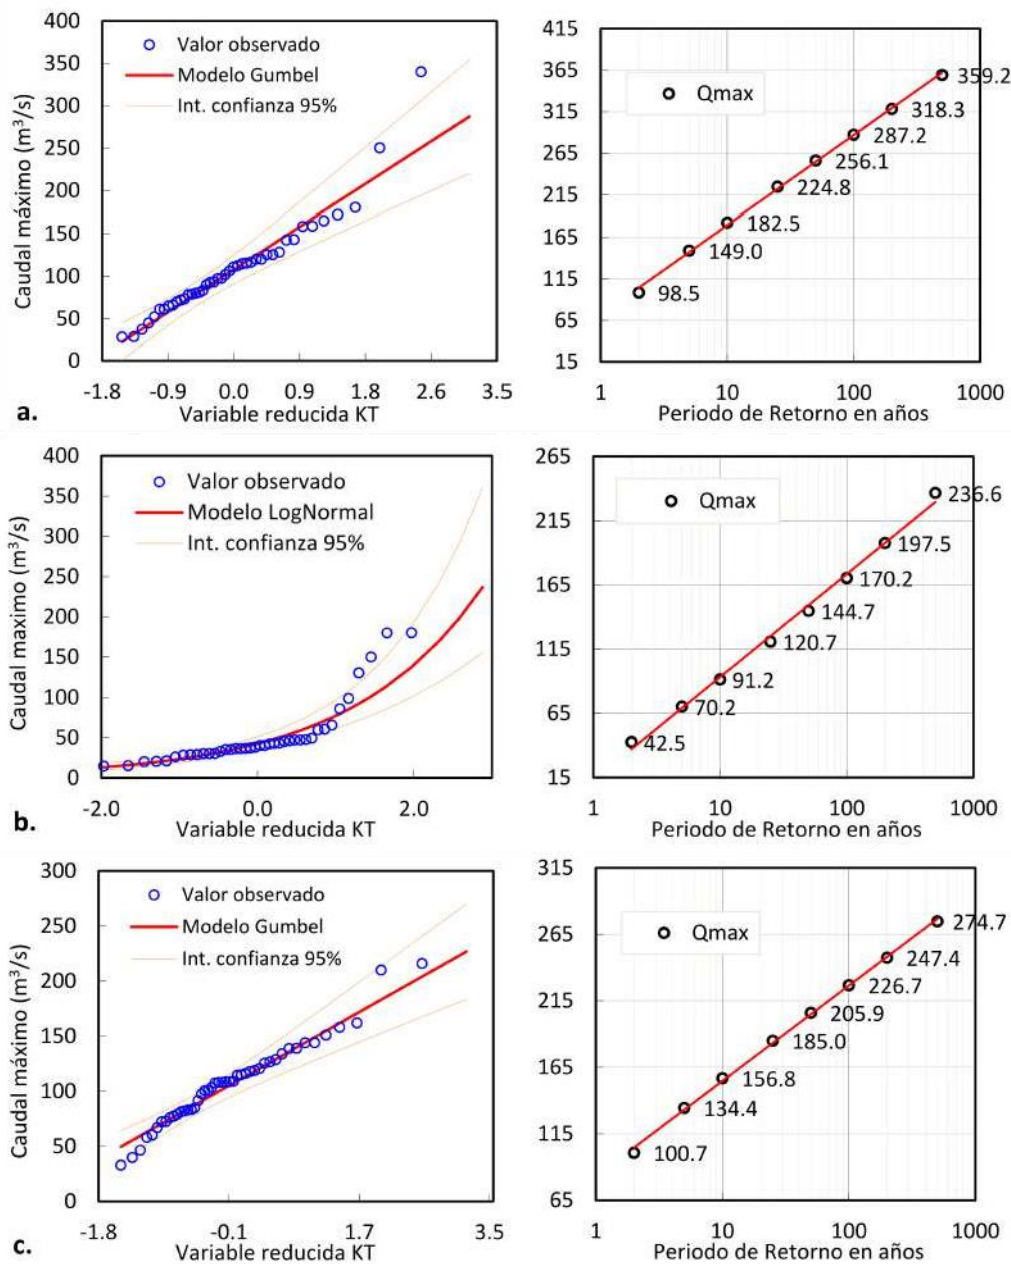 400
350
300
250
200
150
100
50
0
Caudal máximo (m³/s)
Valor observado
Modelo Gumbel
Int. confianza 95%
-1.8 -0.9 0.0 0.9 1.8 2.6 3.5
Variable reducida KT
a.
415
365
315
265
215
165
115
65
15
Qmax
359.2
318.3
287.2
256.1
224.8
182.5
149.0
98.5
1 10 100 1000
Periodo de Retorno en años
400
350
300
250
200
150
100
50
0
Caudal maximo (m³/s)
Valor observado
Modelo LogNormal
Int. confianza 95%
-2.0 0.0 2.0
Variable reducida KT
b.
265
215
165
115
65
15
Qmax
236.6
197.5
170.2
144.7
120.7
91.2
70.2
42.5
1 10 100 1000
Periodo de Retorno en años
300
250
200
150
100
50
0
Caudal máximo (m³/s)
Valor observado
Modelo Gumbel
Int. confianza 95%
-1.8 -0.1 1.7 3.5
Variable reducida KT
c.
315
265
215
165
115
65
Qmax
274.7
247.4
226.7
205.9
185.0
156.8
134.4
100.7
1 10 100 1000
Periodo de Retorno en años